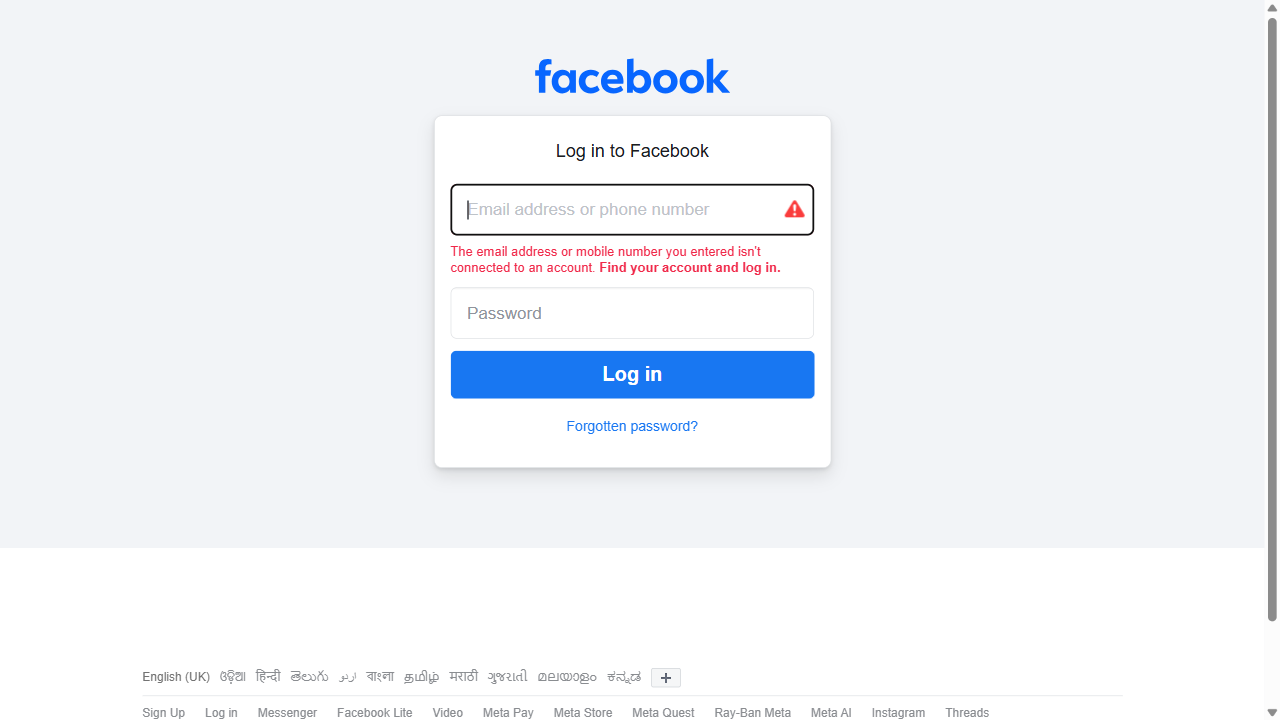 facebook
Log in to Facebook
Email address or phone number
The email address or mobile number you entered isn't
connected to an account. Find your account and log in.
Password
Log in
Forgotten password?
English (UK) ଓଡ଼ିଆ हिन्दी తెలుగు اردو বাংলা தமிழ் मराठी ગુજરાતી മലയാളം ಕನ್ನಡ
Sign Up Log in Messenger Facebook Lite Video Meta Pay Meta Store Meta Quest Ray-Ban Meta Meta AI Instagram Threads